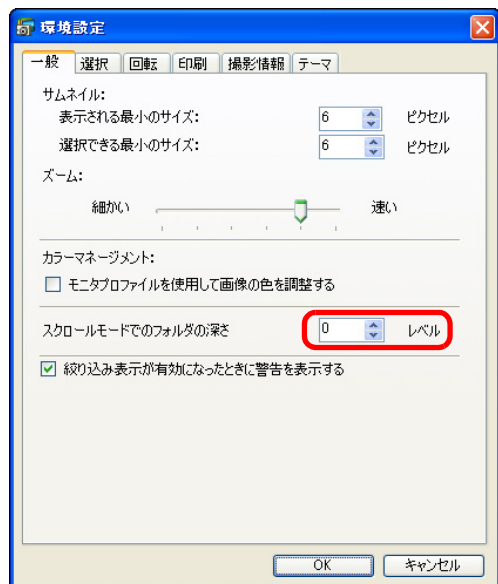 環境設定
一般 選択 回転 印刷 撮影情報 テーマ
サムネイル:
表示される最小のサイズ: 6 ピクセル
選択できる最小のサイズ: 6 ピクセル
ズーム:
細かい 速い
カラーマネージメント:
モニタプロファイルを使用して画像の色を調整する
スクロールモードでのフォルダの深さ 0 レベル
絞り込み表示が有効になったときに警告を表示する
OK キャンセル